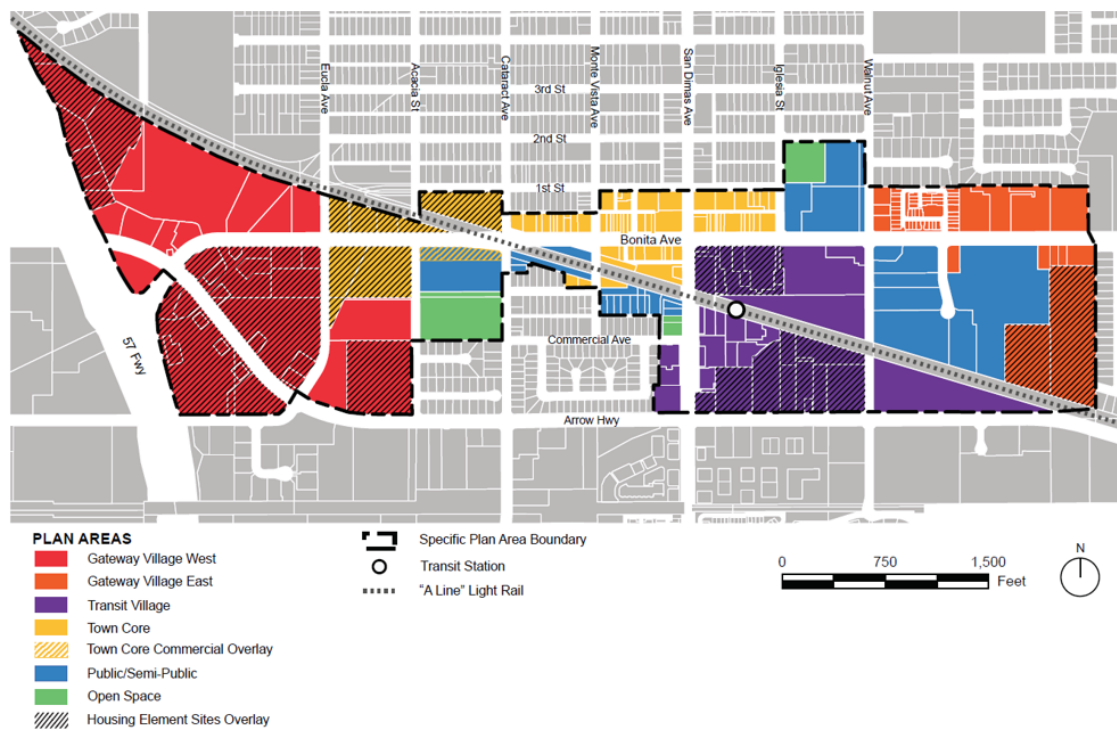 Eucla Ave
Acacia St
Cataract Ave
Monte Vista Ave
San Dimas Ave
Iglesia St
Walnut Ave
3rd St
2nd St
1st St
Bonita Ave
57 Fwy
Commercial Ave
Arrow Hwy
PLAN AREAS
Gateway Village West
Gateway Village East
Transit Village
Town Core
Town Core Commercial Overlay
Public/Semi-Public
Open Space
Housing Element Sites Overlay
Specific Plan Area Boundary
Transit Station
“A Line” Light Rail
0 750 1,500
Feet
N